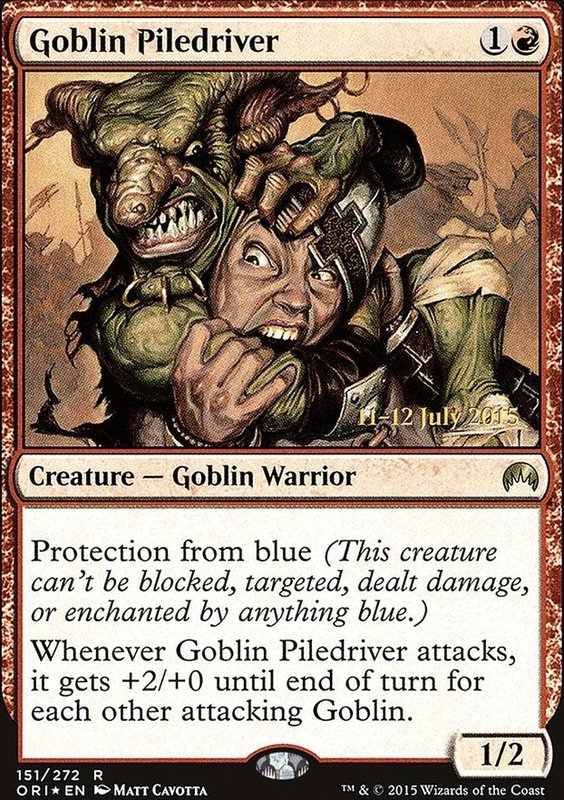 Goblin Piledriver 1
11-12 July 2015
Creature — Goblin Warrior
Protection from blue (This creature
can't be blocked, targeted, dealt damage,
or enchanted by anything blue.)
Whenever Goblin Piledriver attacks,
it gets +2/+0 until end of turn for
each other attacking Goblin.
1/2
151/272 R
ORI★EN Matt Cavotta
™ & © 2015 Wizards of the Coast